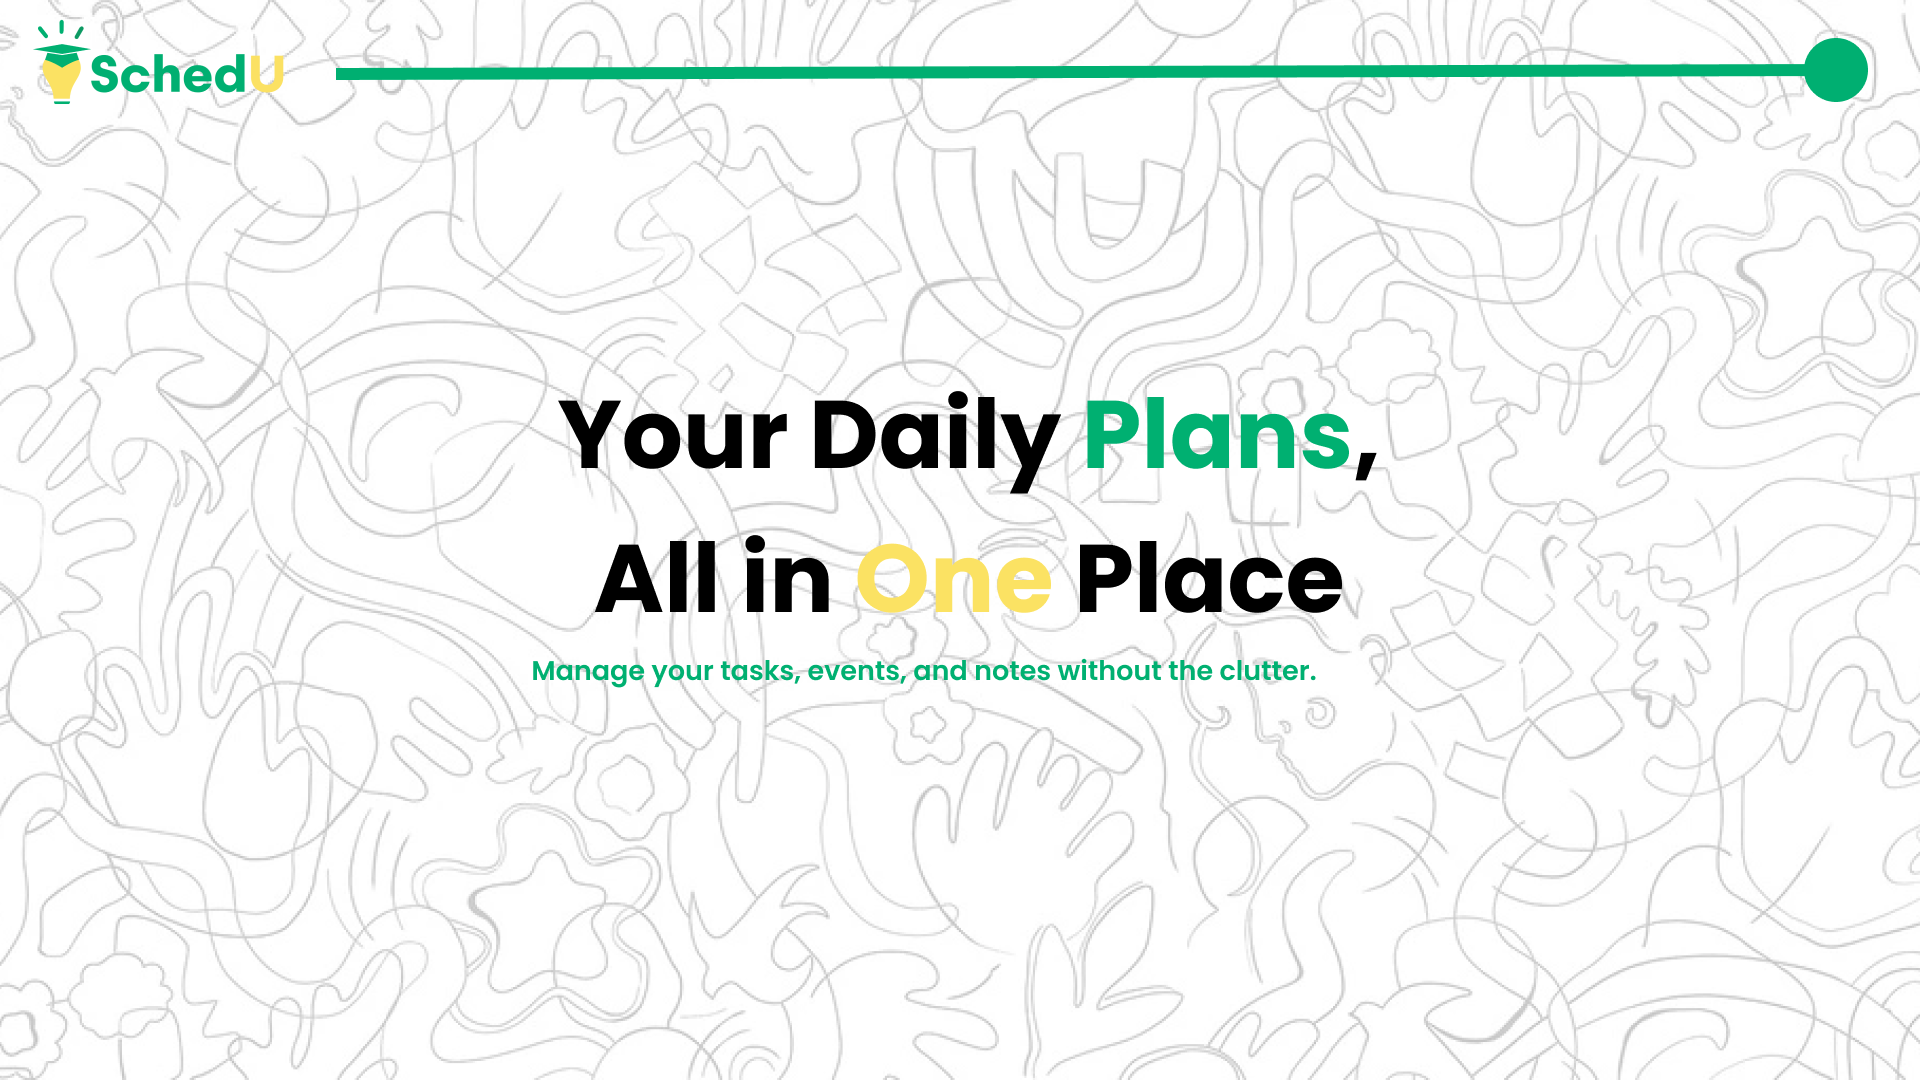 SchedU
Your Daily Plans,
All in One Place
Manage your tasks, events, and notes without the clutter.